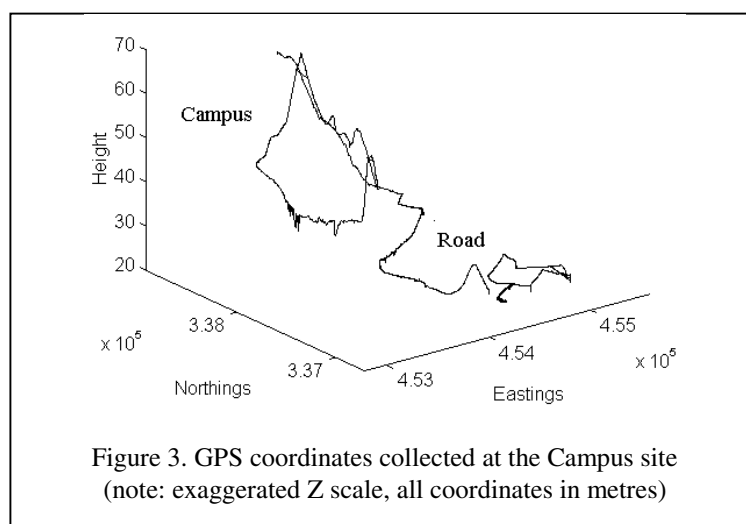 70
60
Campus
50
Height
40
30
Road
20
3.38
4.55
x 10^5
4.54
x 10^5
3.37
4.53
Northings
Eastings
Figure 3. GPS coordinates collected at the Campus site
(note: exaggerated Z scale, all coordinates in metres)